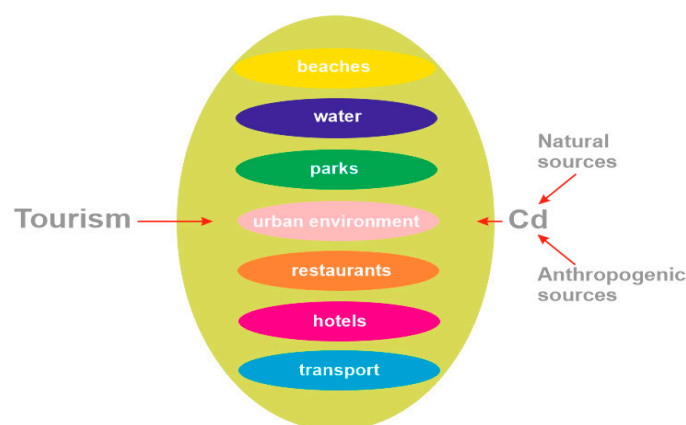 beaches
water
parks
urban environment
restaurants
hotels
transport
Tourism
Cd
Natural
sources
Anthropogenic
sources